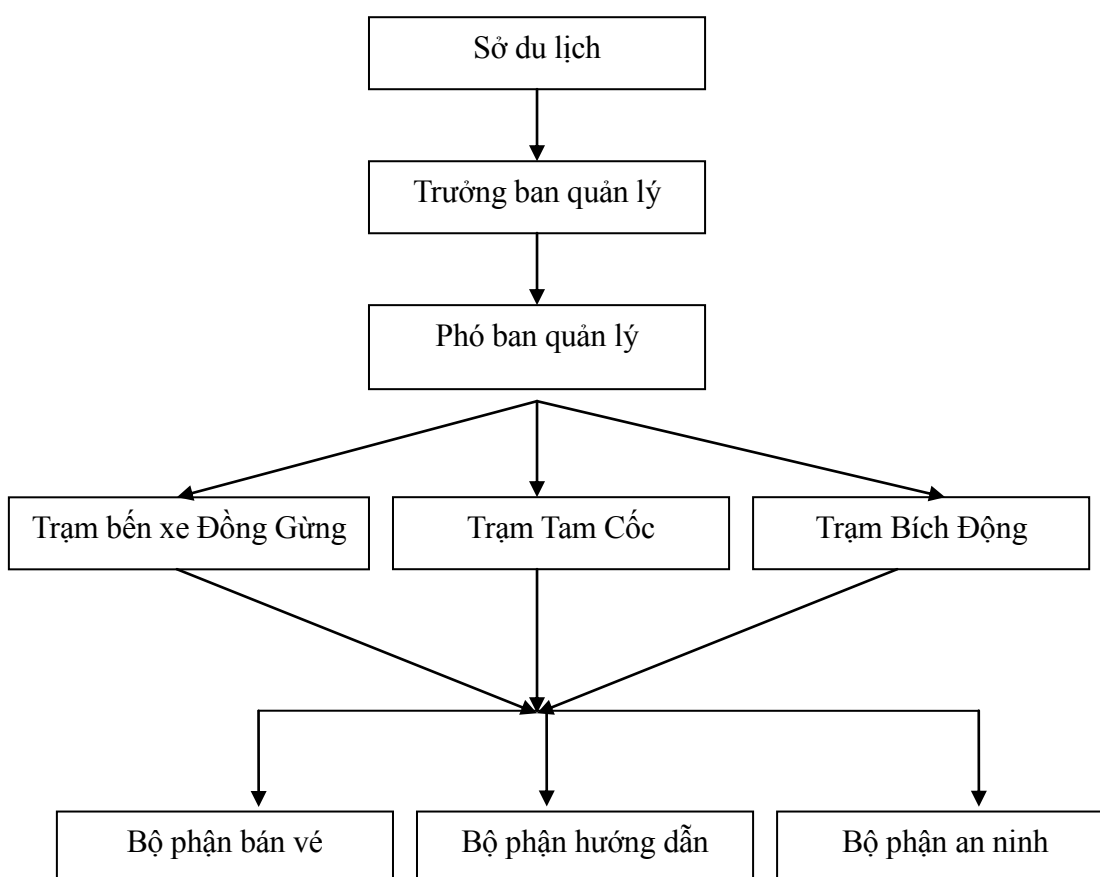 Sở du lịch
Trưởng ban quản lý
Phó ban quản lý
Trạm bến xe Đồng Gừng
Trạm Tam Cốc
Trạm Bích Động
Bộ phận bán vé
Bộ phận hướng dẫn
Bộ phận an ninh